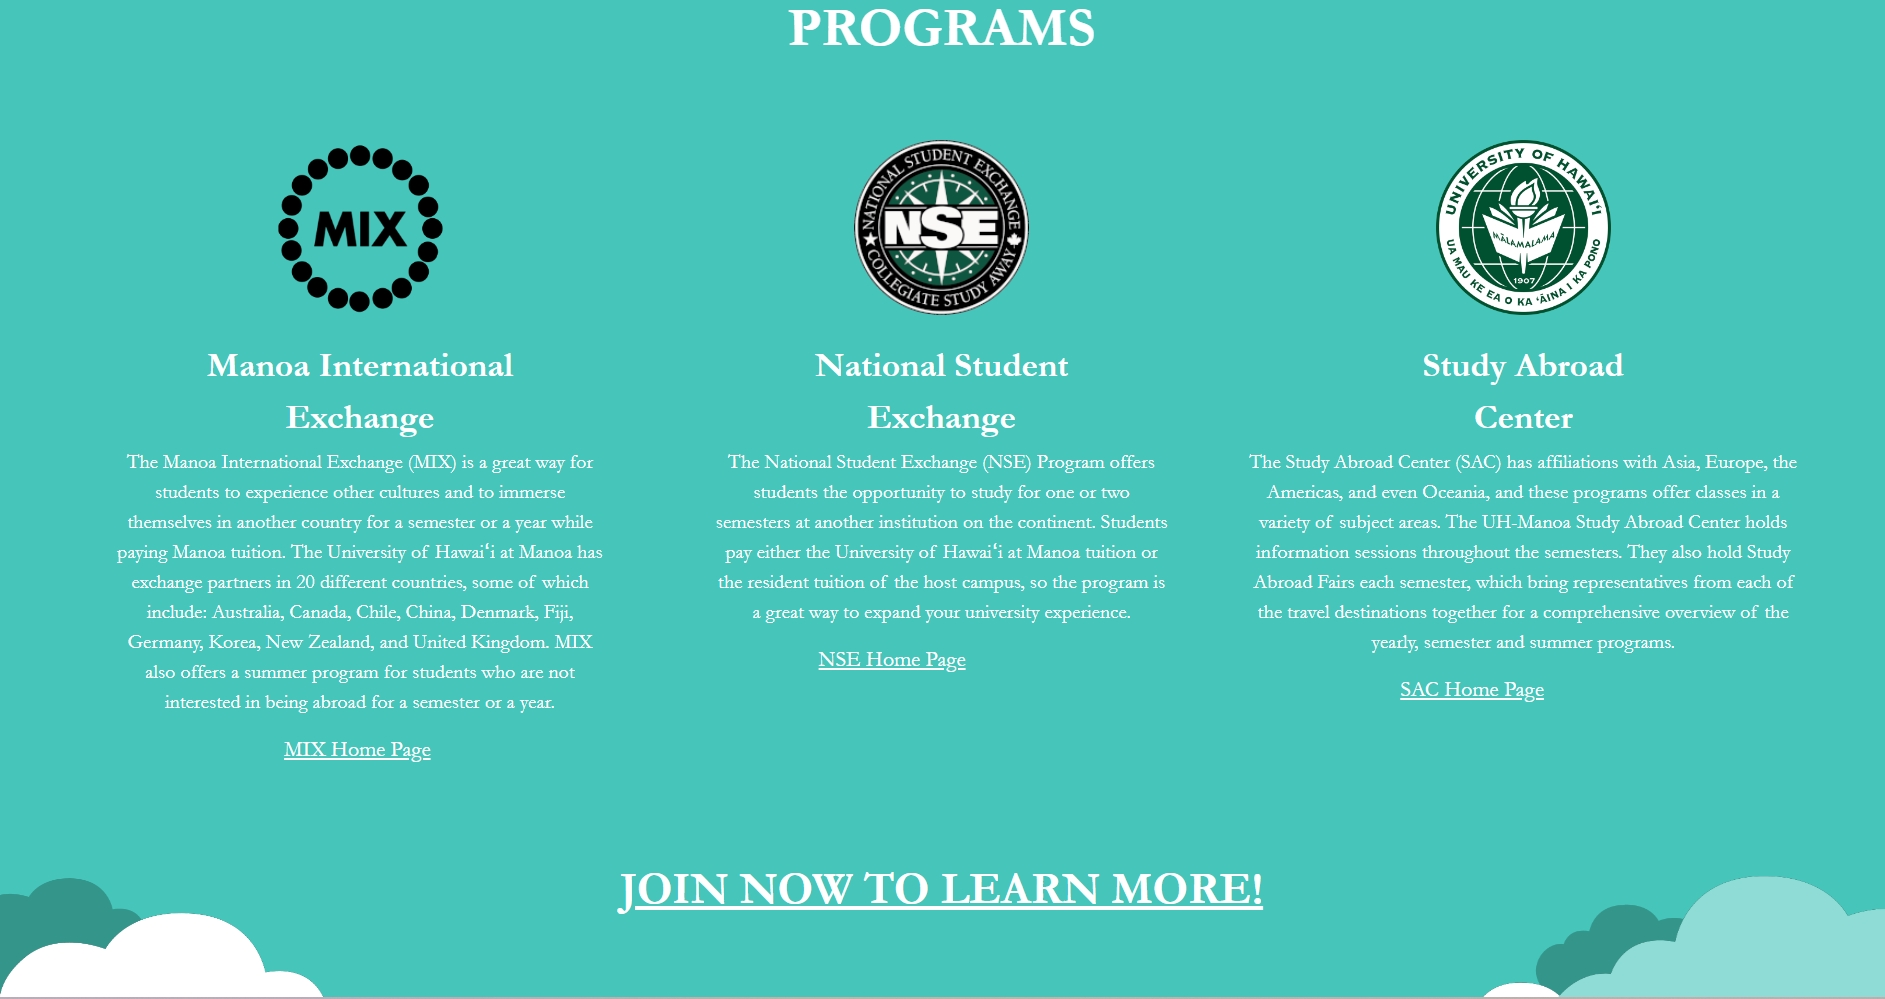 PROGRAMS
MIX
NATIONAL STUDENT EXCHANGE
NSE
COLLEGIATE STUDY AWAY
UNIVERSITY OF HAWAIʻI
MĀLAMALAMA
1907
UA MAU KE EA O KA ʻĀINA I KA PONO
Manoa International
Exchange
The Manoa International Exchange (MIX) is a great way for
students to experience other cultures and to immerse
themselves in another country for a semester or a year while
paying Manoa tuition. The University of Hawaiʻi at Manoa has
exchange partners in 20 different countries, some of which
include: Australia, Canada, Chile, China, Denmark, Fiji,
Germany, Korea, New Zealand, and United Kingdom. MIX
also offers a summer program for students who are not
interested in being abroad for a semester or a year.
MIX Home Page
National Student
Exchange
The National Student Exchange (NSE) Program offers
students the opportunity to study for one or two
semesters at another institution on the continent. Students
pay either the University of Hawaiʻi at Manoa tuition or
the resident tuition of the host campus, so the program is
a great way to expand your university experience.
NSE Home Page
Study Abroad
Center
The Study Abroad Center (SAC) has affiliations with Asia, Europe, the
Americas, and even Oceania, and these programs offer classes in a
variety of subject areas. The UH-Manoa Study Abroad Center holds
information sessions throughout the semesters. They also hold Study
Abroad Fairs each semester, which bring representatives from each of
the travel destinations together for a comprehensive overview of the
yearly, semester and summer programs.
SAC Home Page
JOIN NOW TO LEARN MORE!